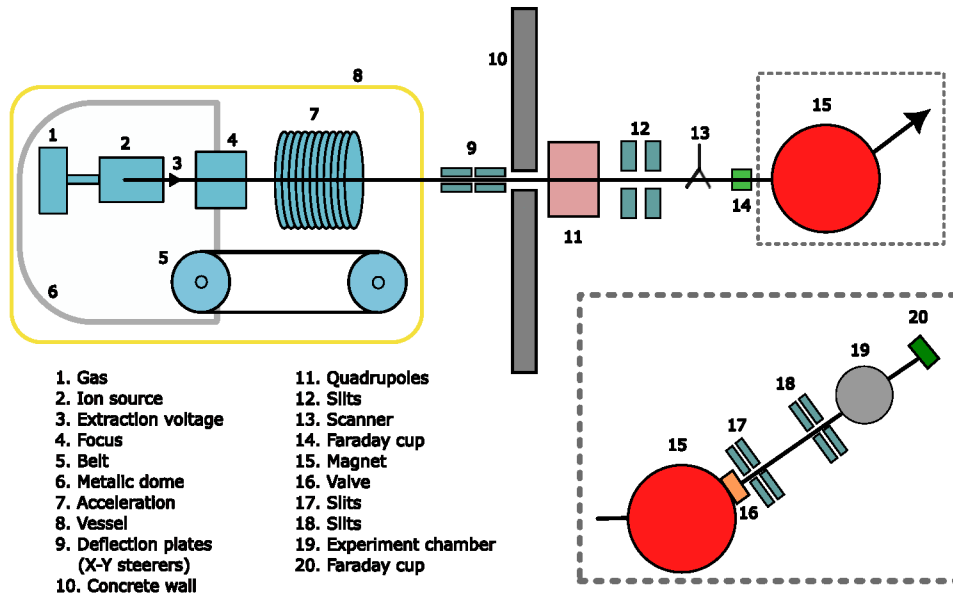 8
10
15
1
2
7
12
13
3
4
9
14
11
5
6
20
19
18
15
17
16
1. Gas
2. Ion source
3. Extraction voltage
4. Focus
5. Belt
6. Metalic dome
7. Acceleration
8. Vessel
9. Deflection plates
(X-Y steerers)
10. Concrete wall
11. Quadrupoles
12. Slits
13. Scanner
14. Faraday cup
15. Magnet
16. Valve
17. Slits
18. Slits
19. Experiment chamber
20. Faraday cup